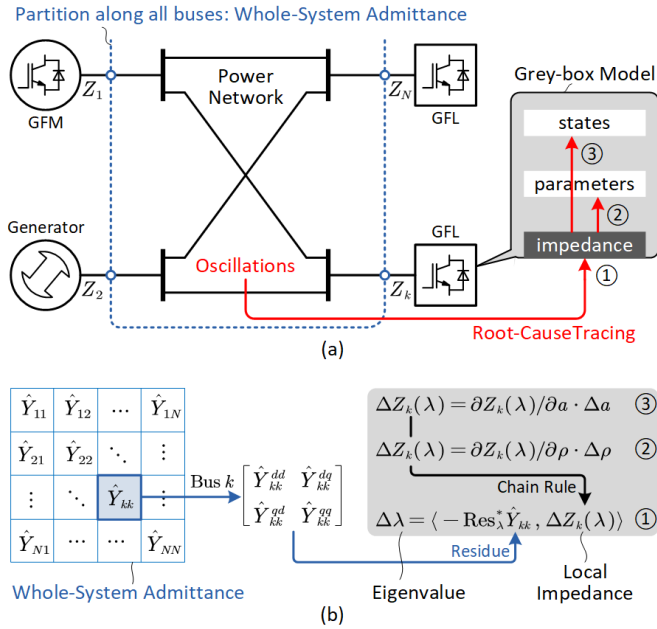 Partition along all buses: Whole-System Admittance
Z_1
GFM
Power
Network
Z_N
GFL
Grey-box Model
states
③
parameters
②
impedance
①
Generator
Z_2
Oscillations
GFL
Z_k
Root-CauseTracing
(a)
Ŷ_11 Ŷ_12 ... Ŷ_1N
Ŷ_21 Ŷ_22 ⋱ ⋮
⋮ ⋱ Ŷ_kk ⋮
Ŷ_N1 ... ... Ŷ_NN
Whole-System Admittance
Bus k
Ŷ_kk^dd Ŷ_kk^dq
Ŷ_kk^qd Ŷ_kk^qq
Residue
ΔZ_k(λ) = ∂Z_k(λ)/∂a · Δa ③
ΔZ_k(λ) = ∂Z_k(λ)/∂ρ · Δρ ②
Chain Rule
Δλ = ⟨ − Res_λ^* Ŷ_kk , ΔZ_k(λ)⟩ ①
Eigenvalue
Local
Impedance
(b)